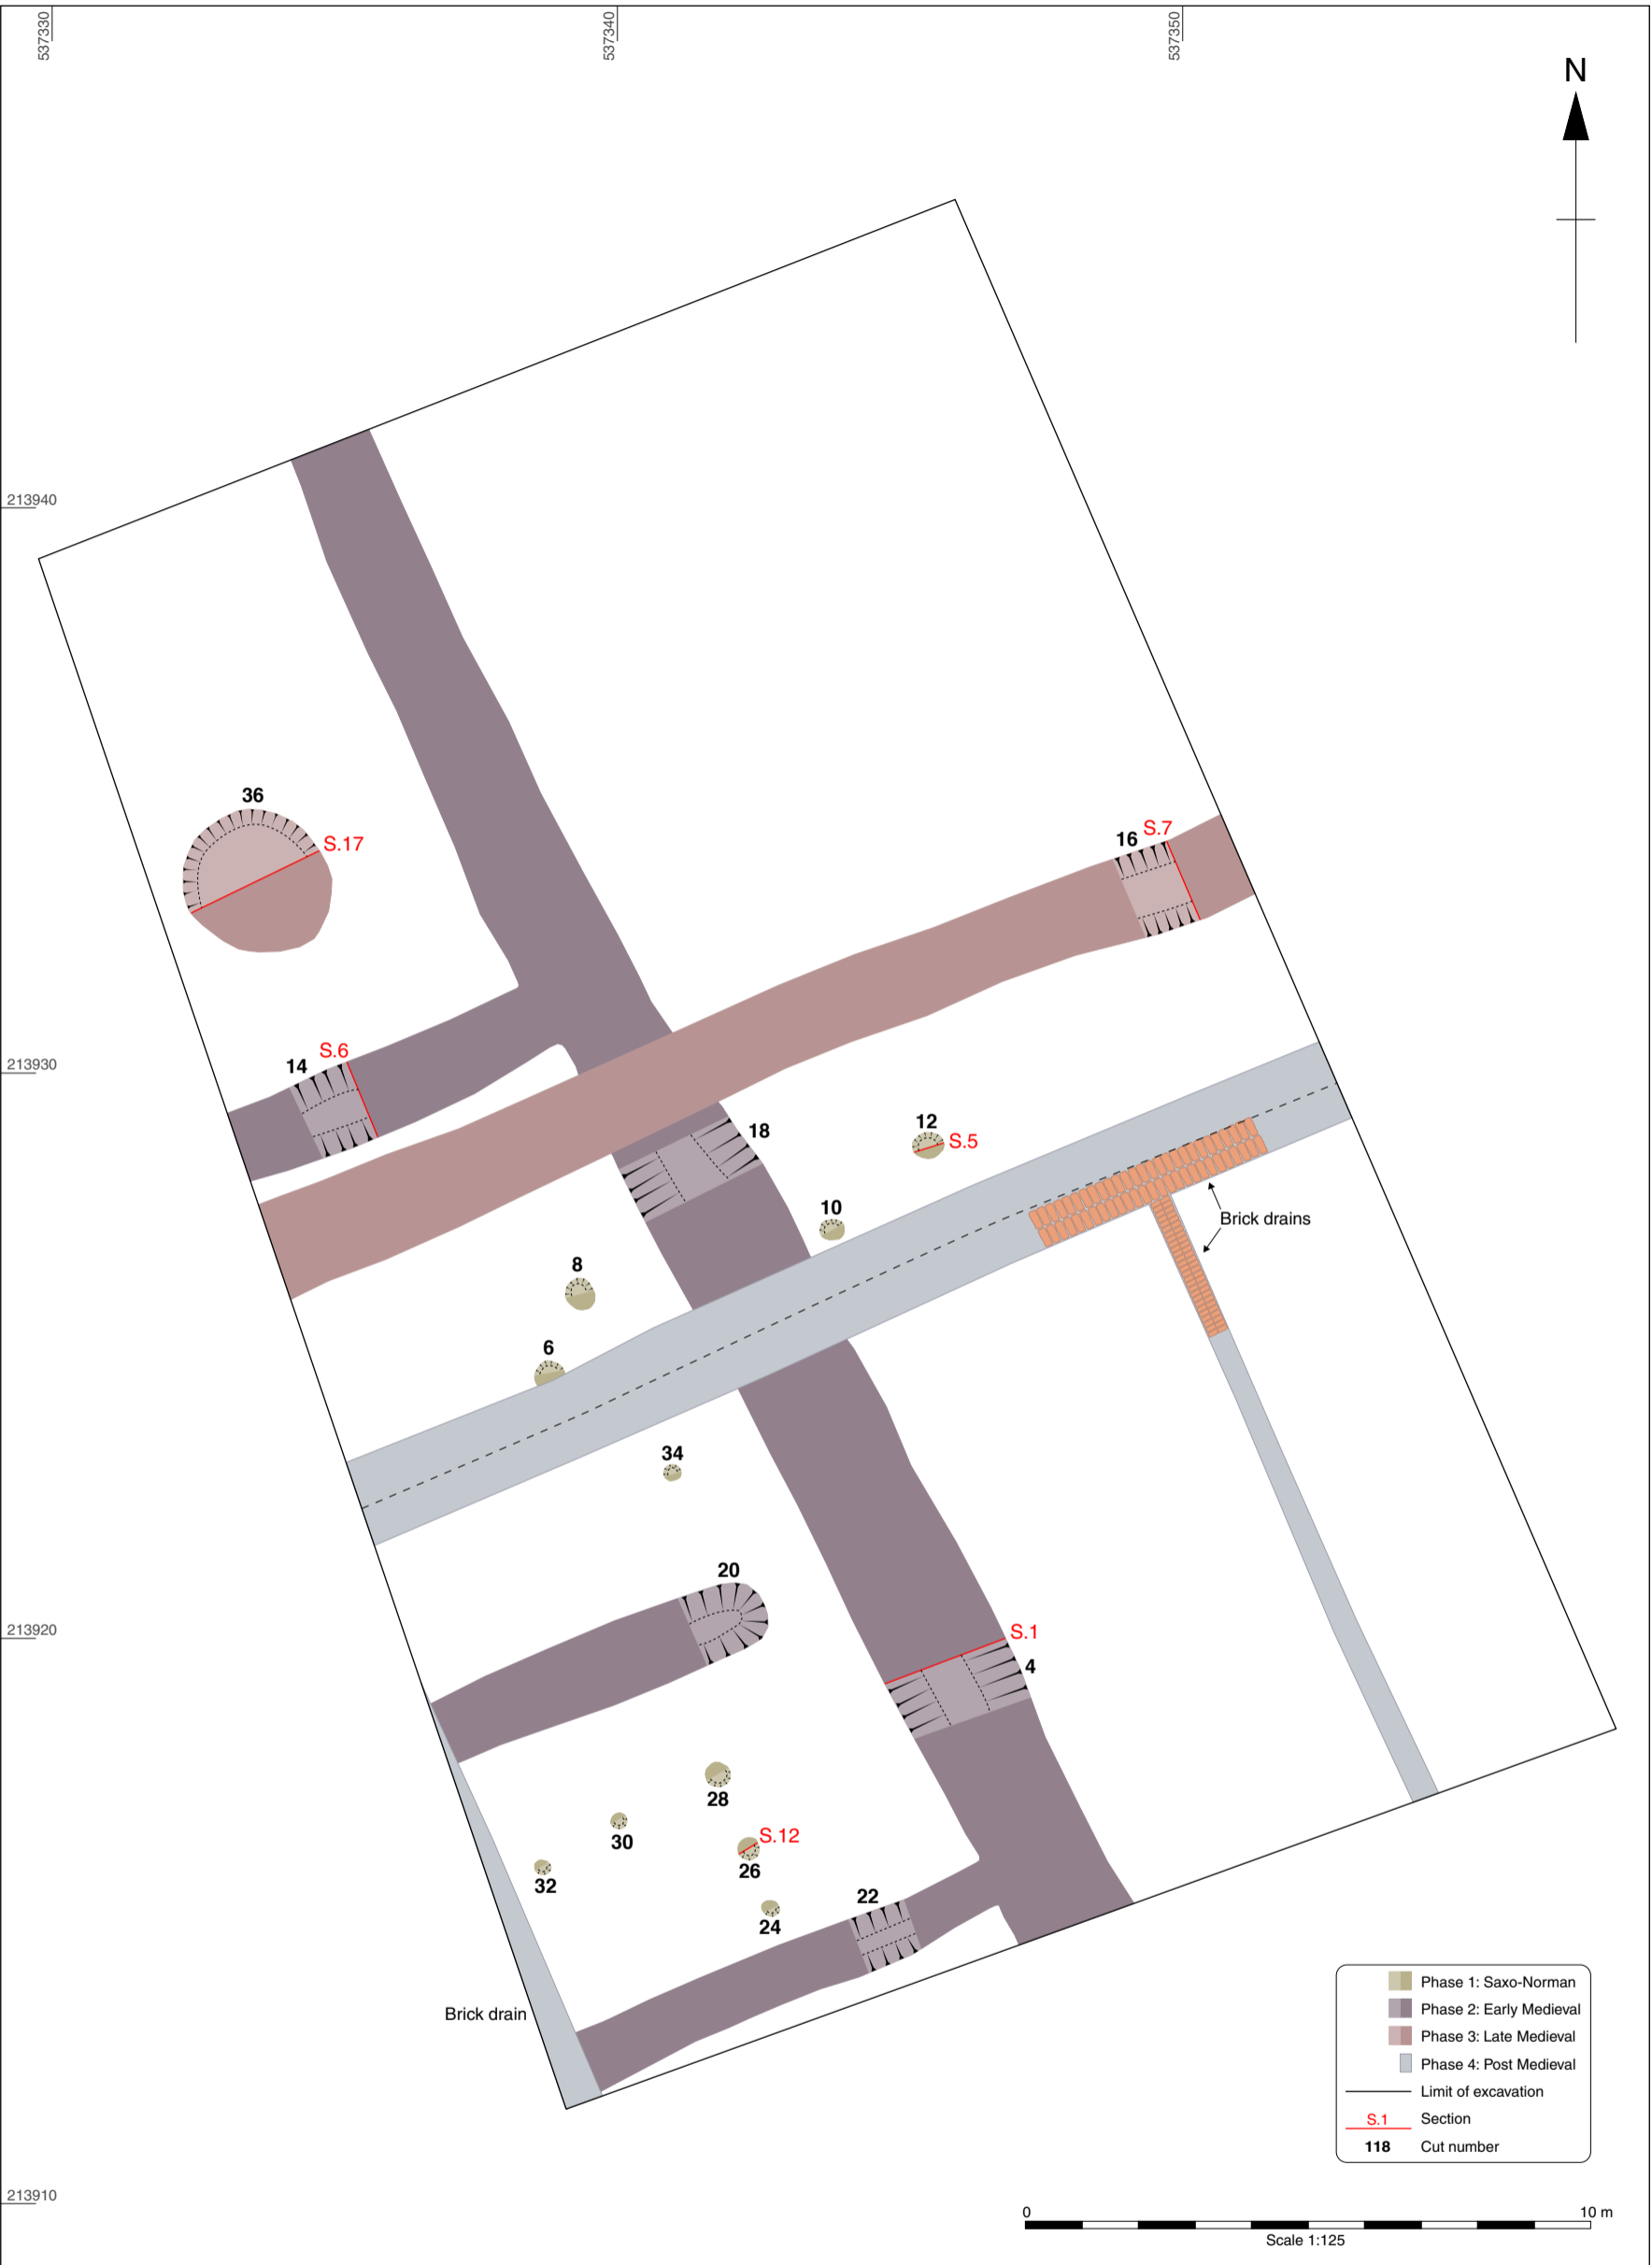 537330
537340
537350
N
213940
36
S.17
16
S.7
213930
S.6
14
18
12
S.5
10
Brick drains
8
6
34
20
213920
S.1
4
28
30
S.12
26
32
22
24
Brick drain
Phase 1: Saxo-Norman
Phase 2: Early Medieval
Phase 3: Late Medieval
Phase 4: Post Medieval
Limit of excavation
S.1 Section
118 Cut number
213910
0 10 m
Scale 1:125